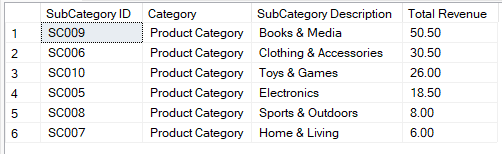 SubCategory ID Category SubCategory Description Total Revenue
1 SC009 Product Category Books & Media 50.50
2 SC006 Product Category Clothing & Accessories 30.50
3 SC010 Product Category Toys & Games 26.00
4 SC005 Product Category Electronics 18.50
5 SC008 Product Category Sports & Outdoors 8.00
6 SC007 Product Category Home & Living 6.00